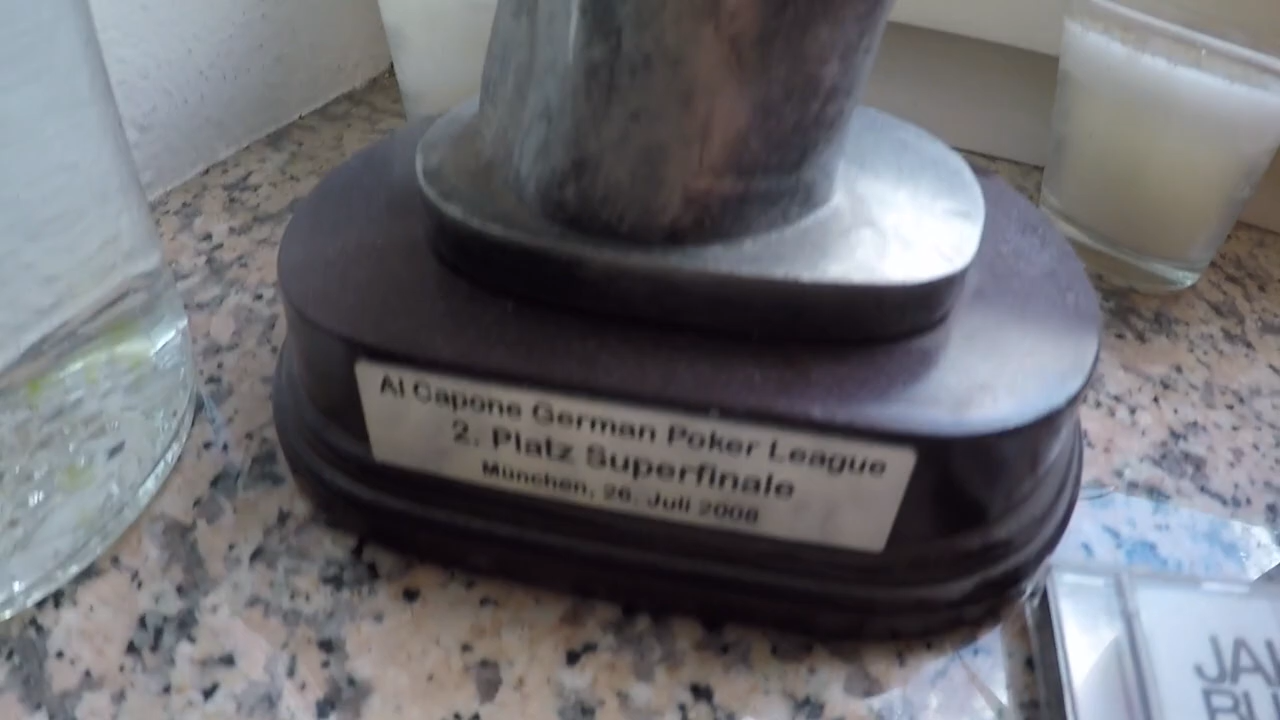 Al Capone German Poker League
2. Platz Superfinale
München, 26. Juli 2008